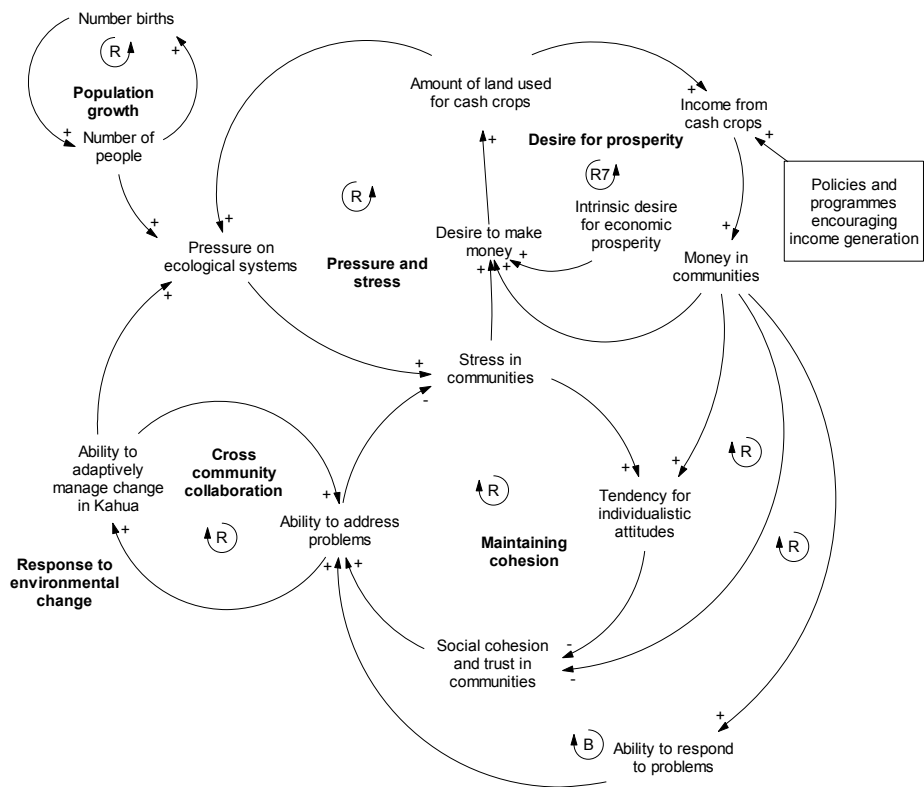 Number births
+
R
Population
growth
+
Number of
people
+
Pressure on
ecological systems
+
+
R
Pressure and
stress
Amount of land used
for cash crops
+
Desire for prosperity
R7
Intrinsic desire
for economic
prosperity
Desire to make
money
+
+
+
+
Income from
cash crops
+
Policies and
programmes
encouraging
income generation
+
Money in
communities
+
Stress in
communities
-
Ability to
adaptively
manage change
in Kahua
+
Cross
community
collaboration
R
Response to
environmental
change
+
Ability to address
problems
+
+
R
Maintaining
cohesion
+
+
Tendency for
individualistic
attitudes
R
R
-
Social cohesion
and trust in
communities
-
B
+
Ability to respond
to problems